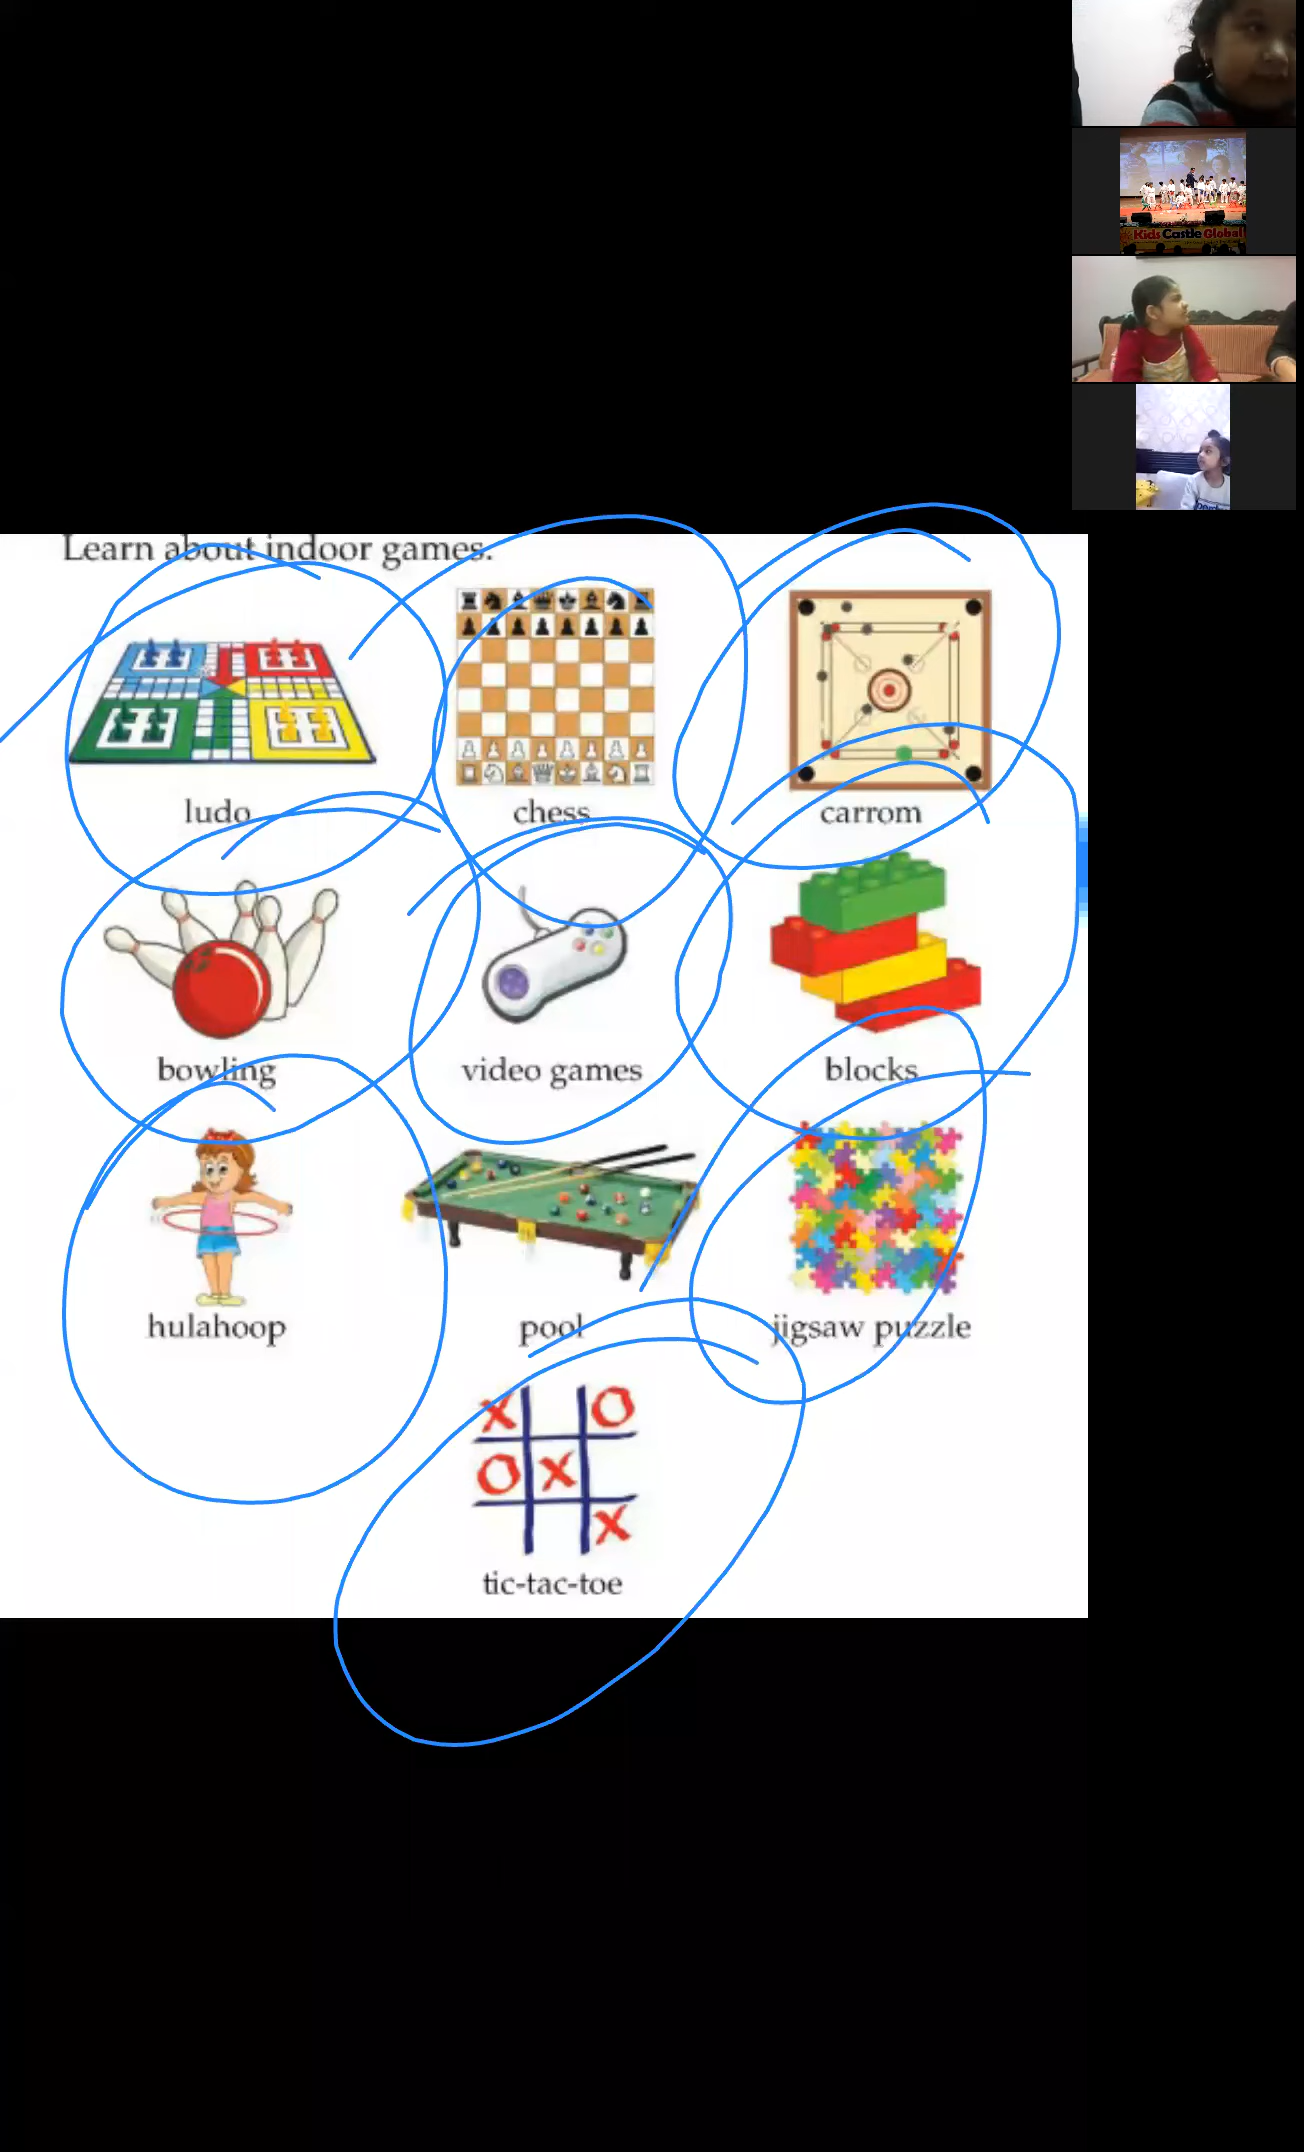 Kids Castle Global
Learn about indoor games.
ludo chess carrom
bowling video games blocks
hulahoop pool jigsaw puzzle
X O
O X
X
tic-tac-toe